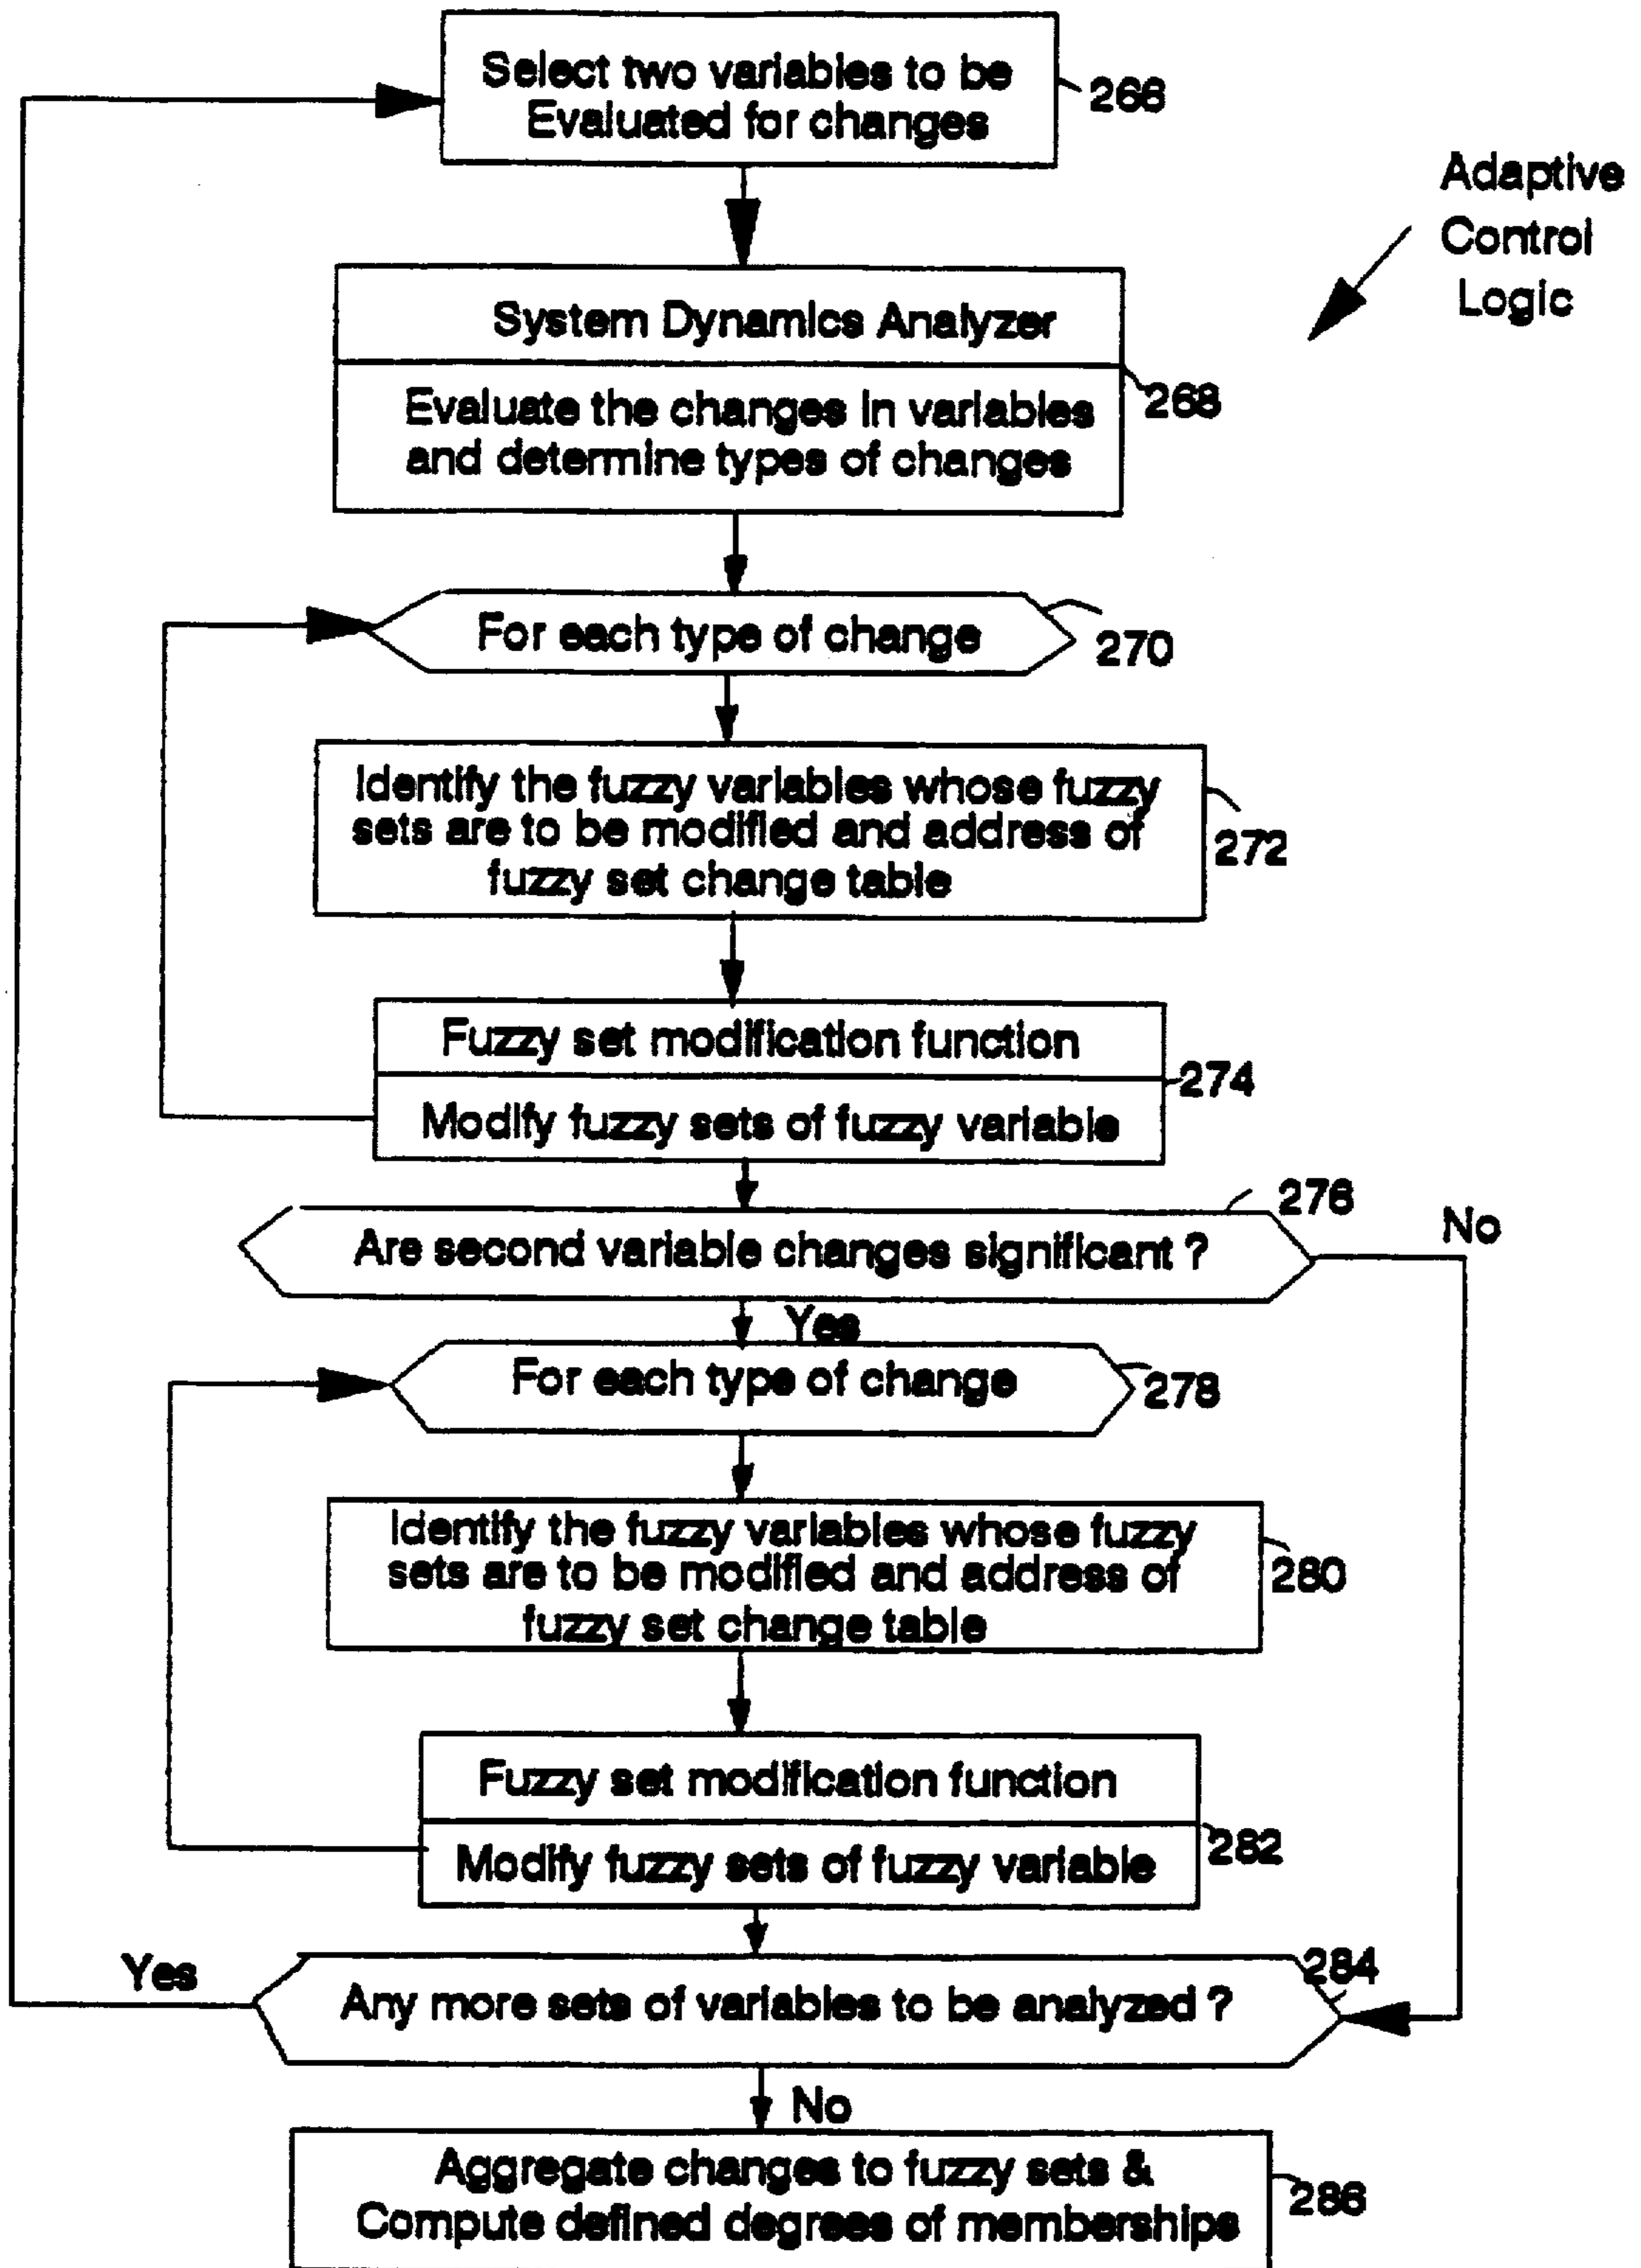 Select two variables to be
Evaluated for changes
266
Adaptive
Control
Logic
System Dynamics Analyzer
268
Evaluate the changes in variables
and determine types of changes
For each type of change
270
Identify the fuzzy variables whose fuzzy
sets are to be modified and address of
fuzzy set change table
272
Fuzzy set modification function
274
Modify fuzzy sets of fuzzy variable
276
Are second variable changes significant ?
No
Yes
For each type of change
278
Identify the fuzzy variables whose fuzzy
sets are to be modified and address of
fuzzy set change table
280
Fuzzy set modification function
282
Modify fuzzy sets of fuzzy variable
Yes
284
Any more sets of variables to be analyzed ?
No
Aggregate changes to fuzzy sets &
Compute defined degrees of memberships
286